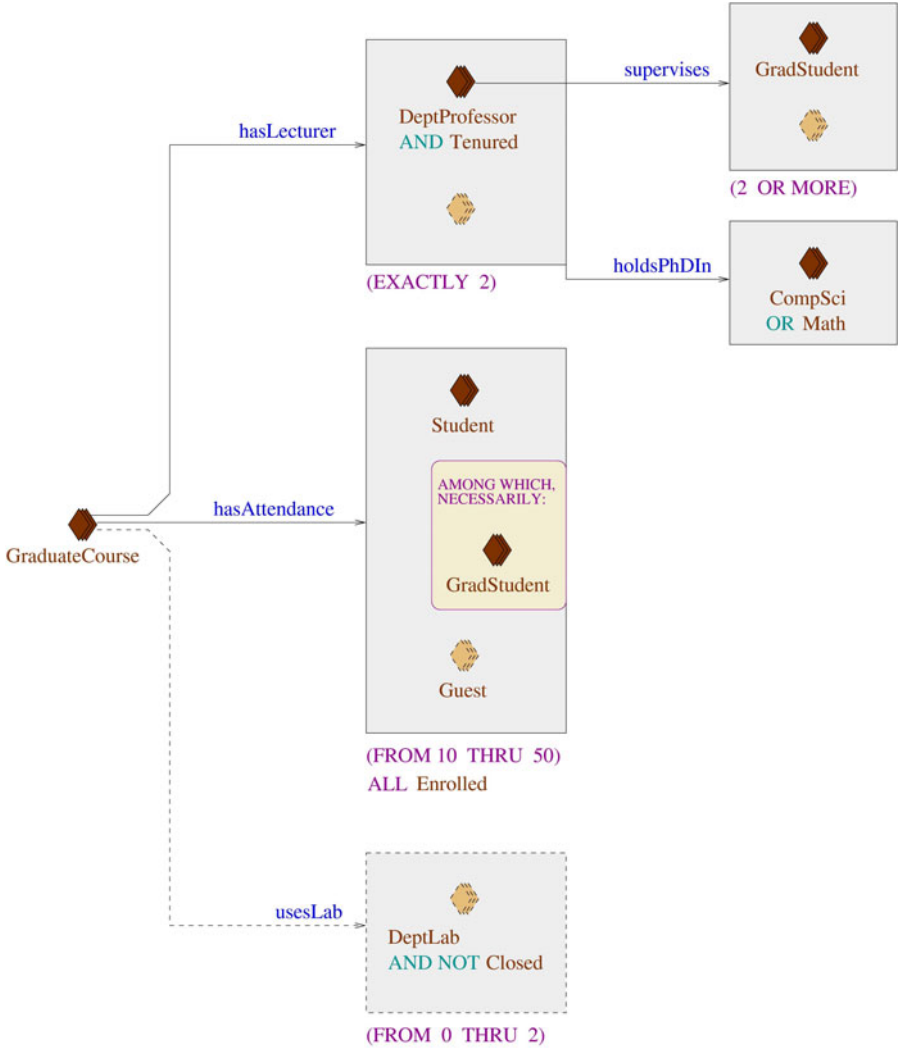 supervises
GradStudent
(2 OR MORE)
hasLecturer
DeptProfessor
AND Tenured
(EXACTLY 2)
holdsPhDIn
CompSci
OR Math
GraduateCourse
hasAttendance
Student
AMONG WHICH,
NECESSARILY:
GradStudent
Guest
(FROM 10 THRU 50)
ALL Enrolled
usesLab
DeptLab
AND NOT Closed
(FROM 0 THRU 2)